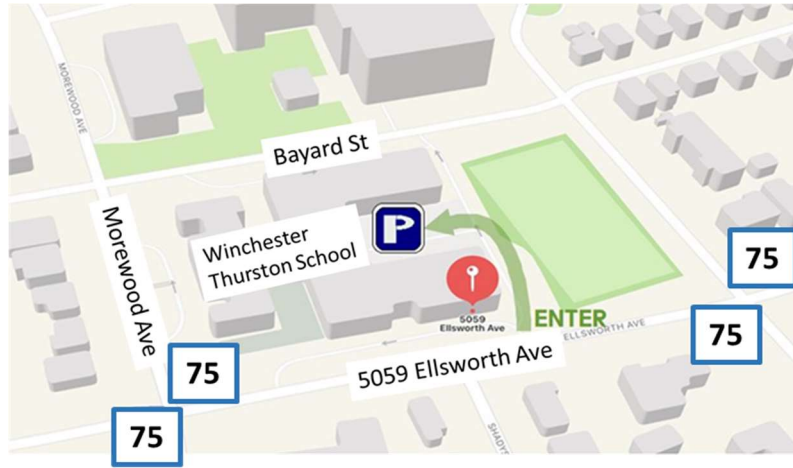 MOREWOOD AVE
Bayard St
Morewood Ave
Winchester
Thurston School
P
75
5059
Ellsworth Ave
ENTER
ELLSWORTH AVE
75
75
5059 Ellsworth Ave
75